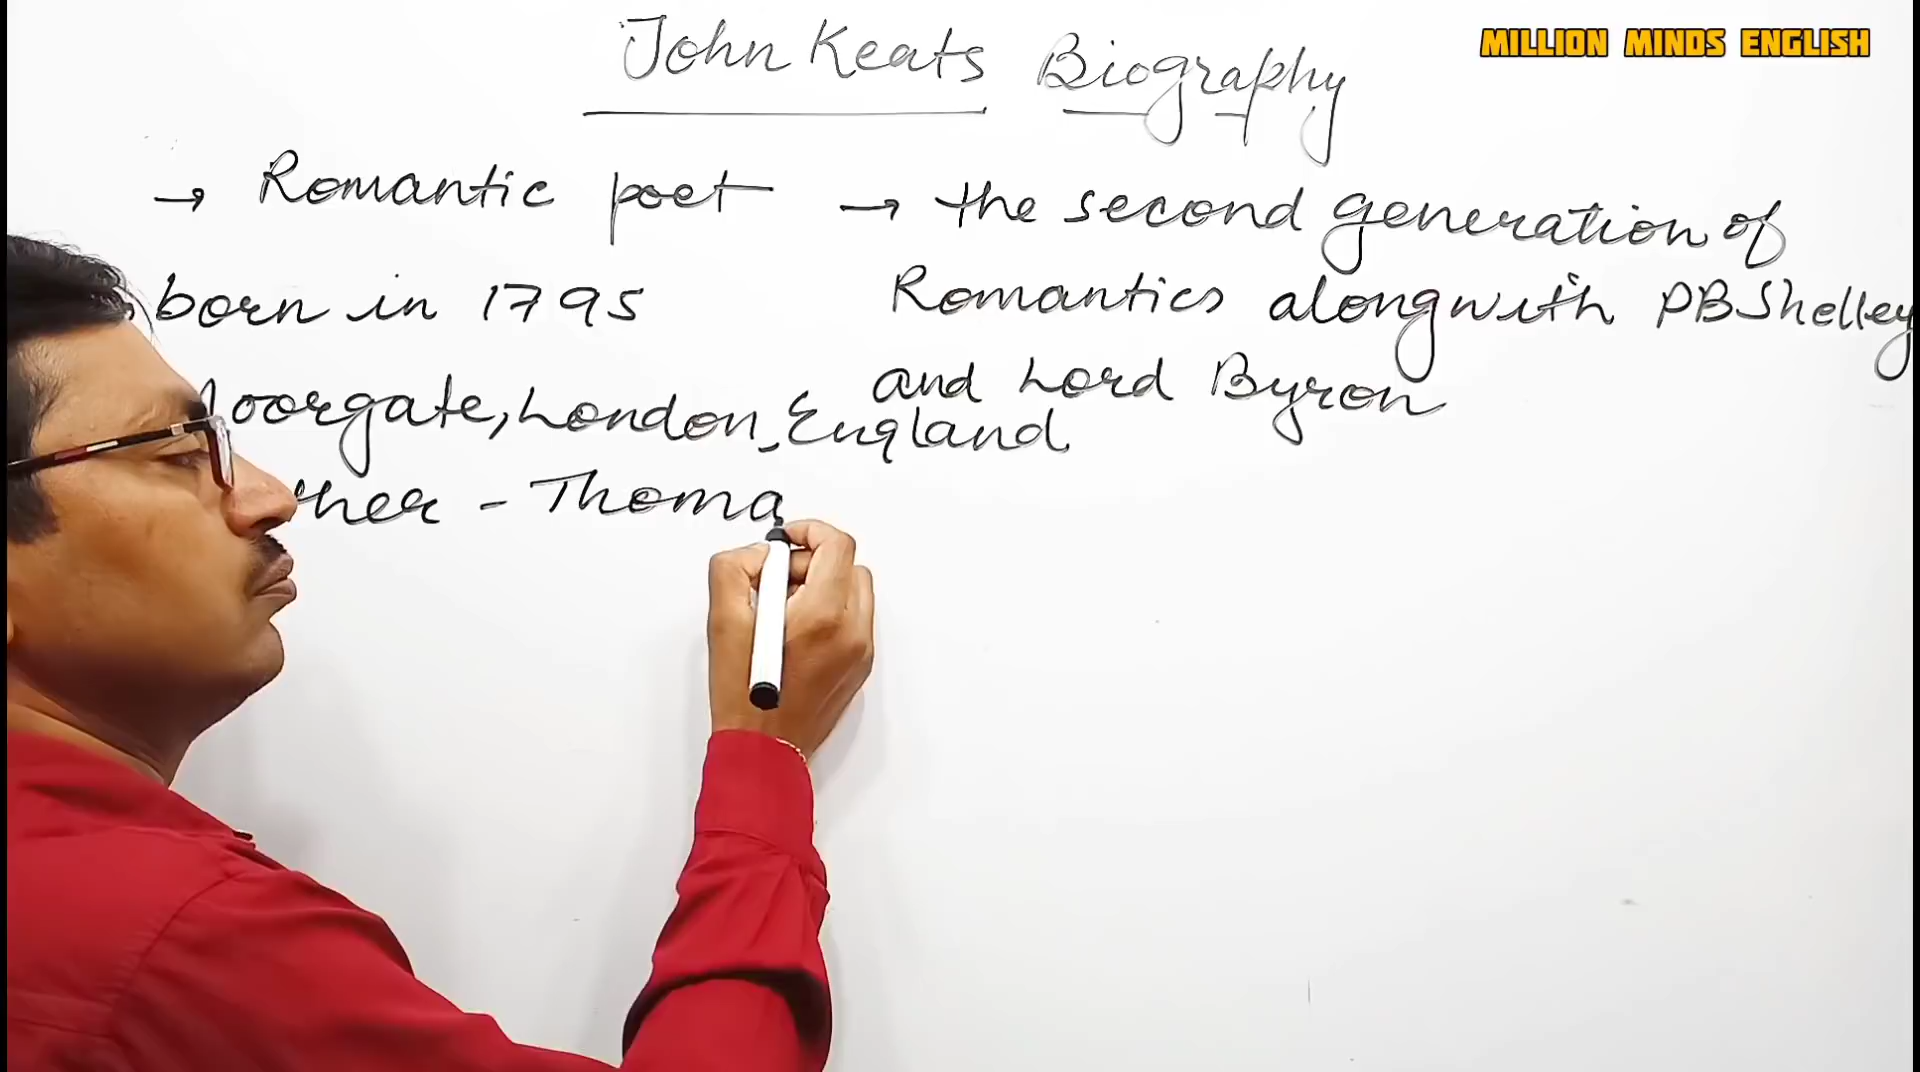 John Keats Biography
MILLION MINDS ENGLISH
→ Romantic poet
born in 1795
oorgate, London, England
ther - Thoma
→ the second generation of
Romantics alongwith PB Shelley
and Lord Byron